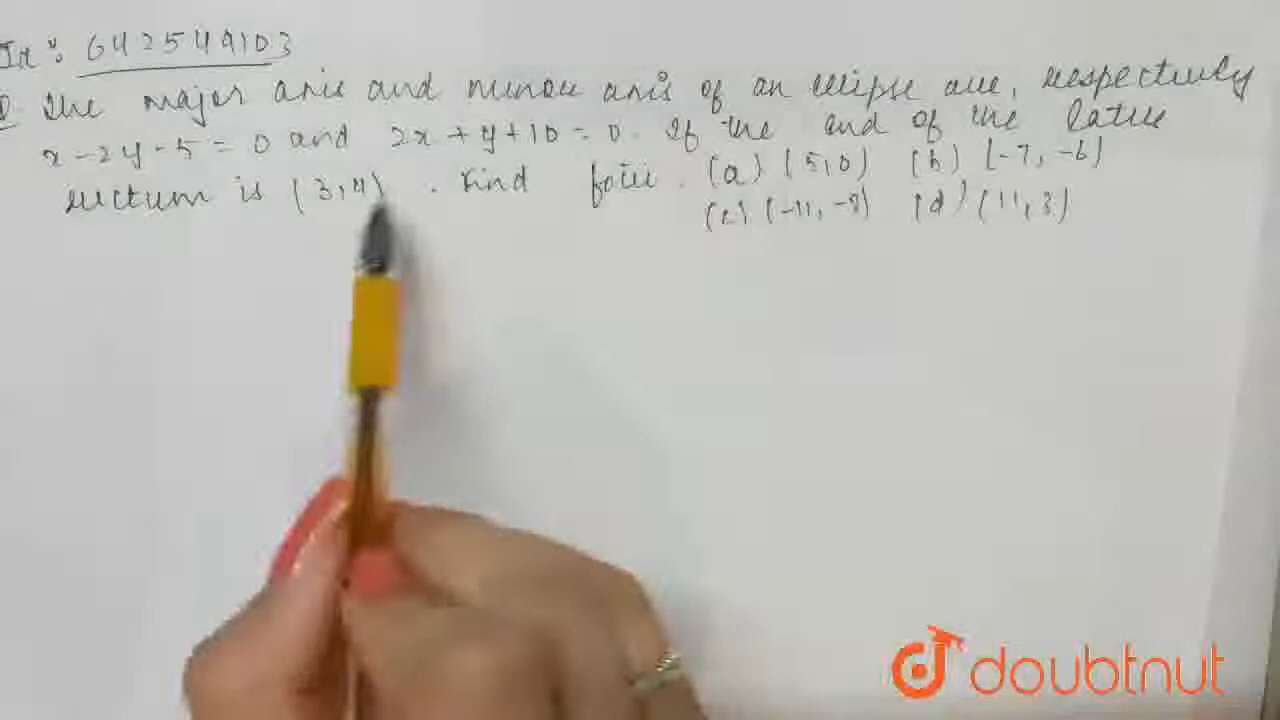 : 642549103
The major axis and minor axis of an ellipse are, respectively
x-2y-5=0 and 2x+y+10=0. If the end of the latus
rectum is (3,4). Find foci. (a) (5,0) (b) (-7,-6)
(c) (-11,-8) (d) (11,3)
doubtnut